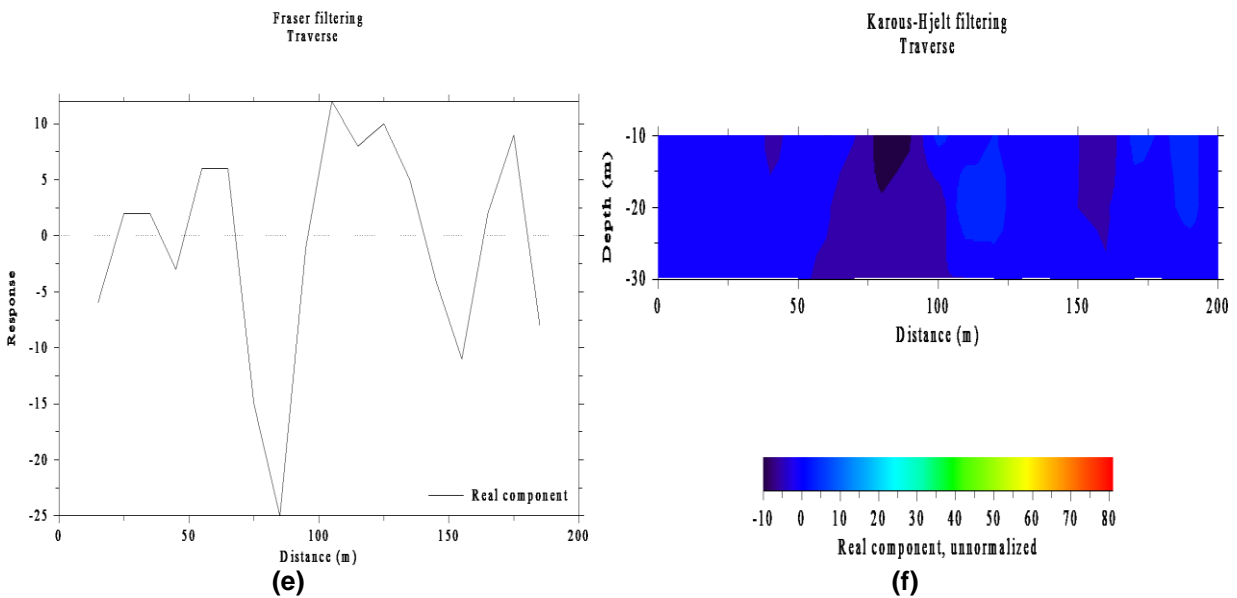 Fraser filtering
Traverse
10
5
0
-5
-10
-15
-20
-25
Response
Real component
0 50 100 150 200
Distance (m)
(e)
Karous-Hjelt filtering
Traverse
-10
-20
-30
Depth (m)
0 50 100 150 200
Distance (m)
-10 0 10 20 30 40 50 60 70 80
Real component, unnormalized
(f)